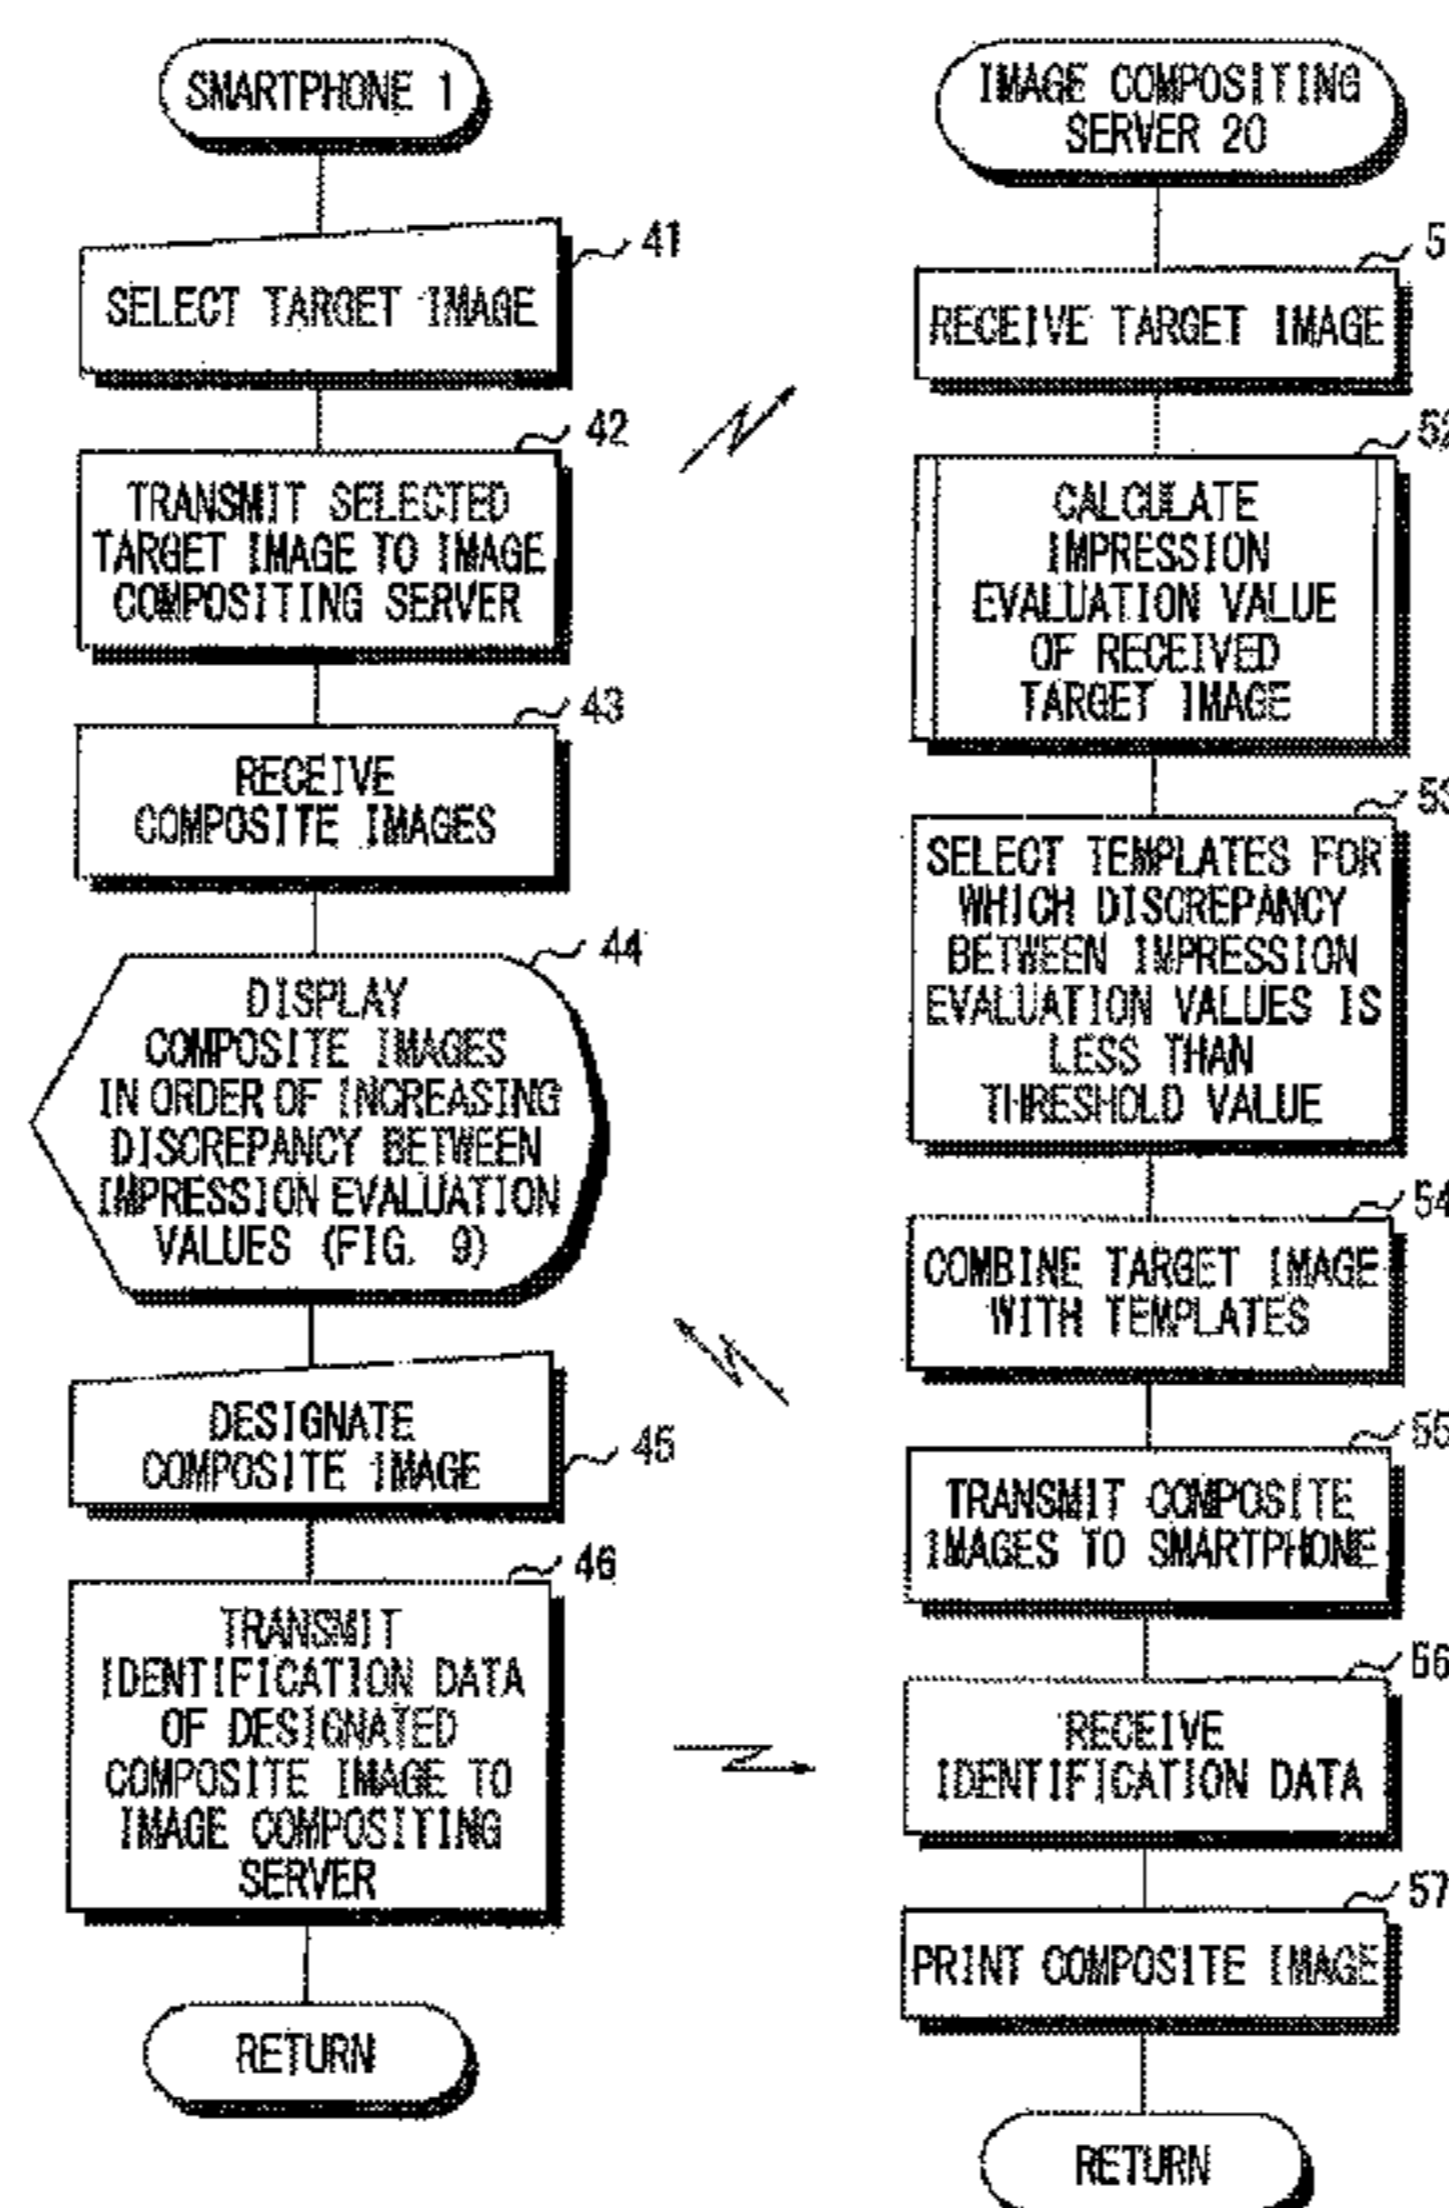 SMARTPHONE 1
41
SELECT TARGET IMAGE
42
TRANSMIT SELECTED
TARGET IMAGE TO IMAGE
COMPOSITING SERVER
43
RECEIVE
COMPOSITE IMAGES
44
DISPLAY
COMPOSITE IMAGES
IN ORDER OF INCREASING
DISCREPANCY BETWEEN
IMPRESSION EVALUATION
VALUES (FIG. 9)
DESIGNATE
COMPOSITE IMAGE
45
46
TRANSMIT
IDENTIFICATION DATA
OF DESIGNATED
COMPOSITE IMAGE TO
IMAGE COMPOSITING
SERVER
RETURN
IMAGE COMPOSITING
SERVER 20
5
RECEIVE TARGET IMAGE
52
CALCULATE
IMPRESSION
EVALUATION VALUE
OF RECEIVED
TARGET IMAGE
53
SELECT TEMPLATES FOR
WHICH DISCREPANCY
BETWEEN IMPRESSION
EVALUATION VALUES IS
LESS THAN
THRESHOLD VALUE
54
COMBINE TARGET IMAGE
WITH TEMPLATES
55
TRANSMIT COMPOSITE
IMAGES TO SMARTPHONE
56
RECEIVE
IDENTIFICATION DATA
57
PRINT COMPOSITE IMAGE
RETURN